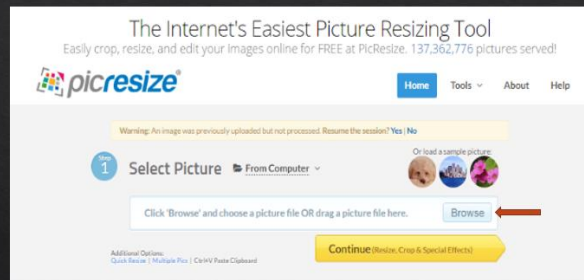 The Internet's Easiest Picture Resizing Tool
Easily crop, resize, and edit your images online for FREE at PicResize. 137,362,776 pictures served!
picresize®
Home Tools About Help
Warning: An image was previously uploaded but not processed. Resume the session? Yes | No
Step 1
Select Picture From Computer
Or load a sample picture:
Click 'Browse' and choose a picture file OR drag a picture file here. Browse
Additional Options:
Quick Resize | Multiple Pics | Ctrl+V Paste Clipboard
Continue (Resize, Crop & Special Effects)